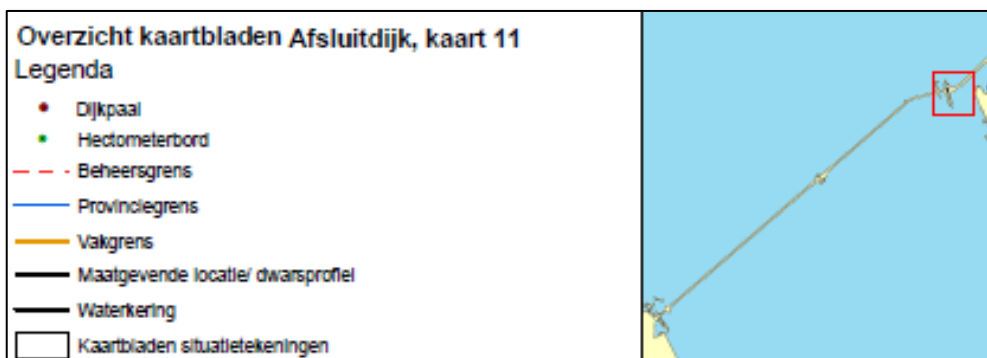 Overzicht kaartbladen Afsluitdijk, kaart 11
Legenda
Dijkpaal
Hectometerbord
Beheersgrens
Provinciegrens
Vakgrens
Maatgevende locatie/ dwarsprofiel
Waterkering
Kaartbladen situatietekeningen